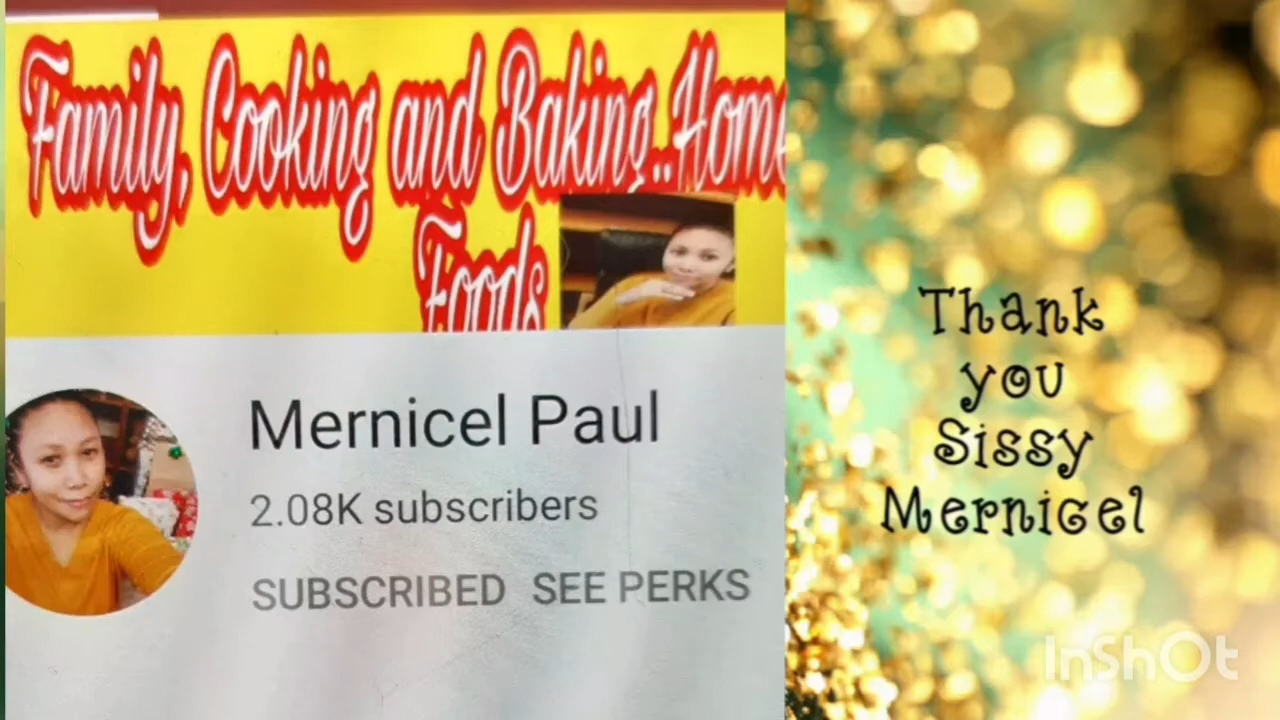 Family, Cooking and Baking..Home
Foods
Mernicel Paul
2.08K subscribers
SUBSCRIBED SEE PERKS
Thank
you
Sissy
Mernicel
InShOt